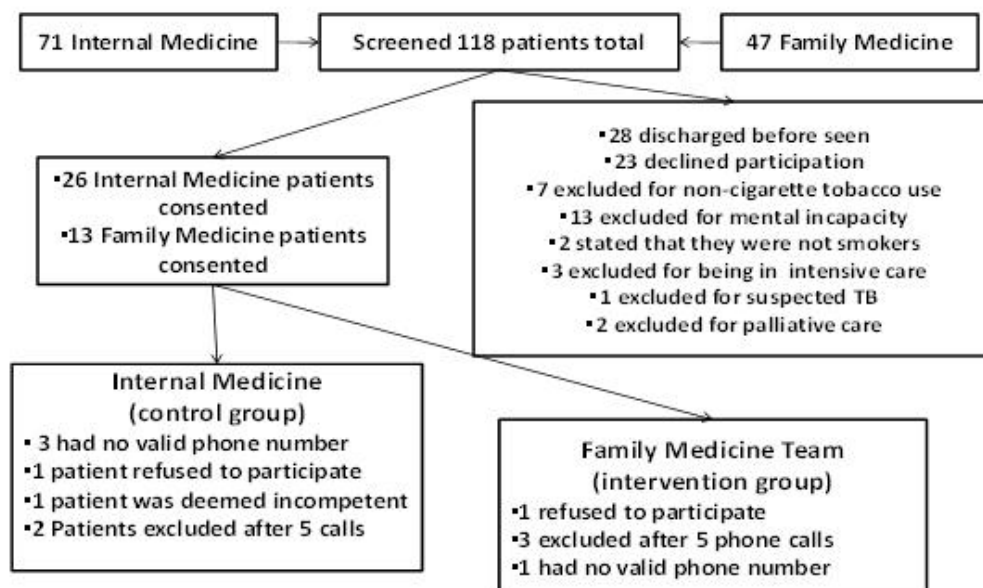 71 Internal Medicine
Screened 118 patients total
47 Family Medicine
▪26 Internal Medicine patients
consented
▪13 Family Medicine patients
consented
▪28 discharged before seen
▪23 declined participation
▪7 excluded for non-cigarette tobacco use
▪13 excluded for mental incapacity
▪2 stated that they were not smokers
▪3 excluded for being in intensive care
▪1 excluded for suspected TB
▪2 excluded for palliative care
Internal Medicine
(control group)
▪ 3 had no valid phone number
▪1 patient refused to participate
▪1 patient was deemed incompetent
▪2 Patients excluded after 5 calls
Family Medicine Team
(intervention group)
▪1 refused to participate
▪3 excluded after 5 phone calls
▪1 had no valid phone number